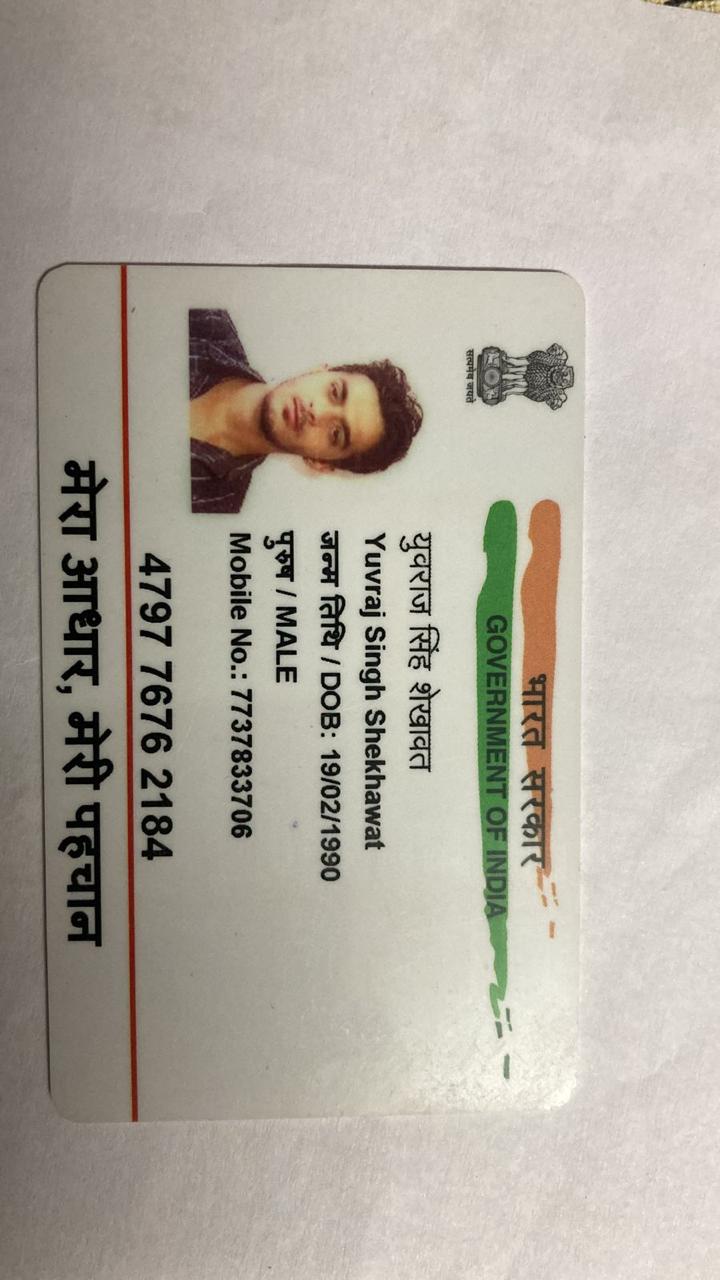 भारत सरकार
GOVERNMENT OF INDIA
सत्यमेव जयते
युवराज सिंह शेखावत
Yuvraj Singh Shekhawat
जन्म तिथि / DOB: 19/02/1990
पुरुष / MALE
Mobile No.: 7737833706
4797 7676 2184
मेरा आधार, मेरी पहचान